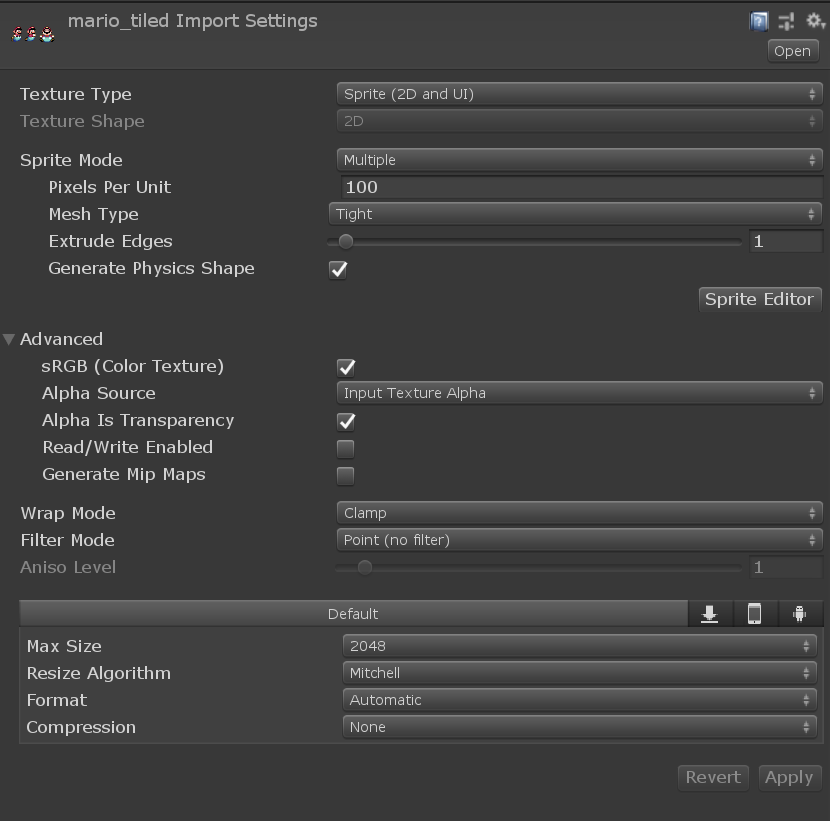 mario_tiled Import Settings
Open
Texture Type Sprite (2D and UI)
Texture Shape 2D
Sprite Mode Multiple
Pixels Per Unit 100
Mesh Type Tight
Extrude Edges 1
Generate Physics Shape
Sprite Editor
Advanced
sRGB (Color Texture)
Alpha Source Input Texture Alpha
Alpha Is Transparency
Read/Write Enabled
Generate Mip Maps
Wrap Mode Clamp
Filter Mode Point (no filter)
Aniso Level 1
Default
Max Size 2048
Resize Algorithm Mitchell
Format Automatic
Compression None
Revert Apply